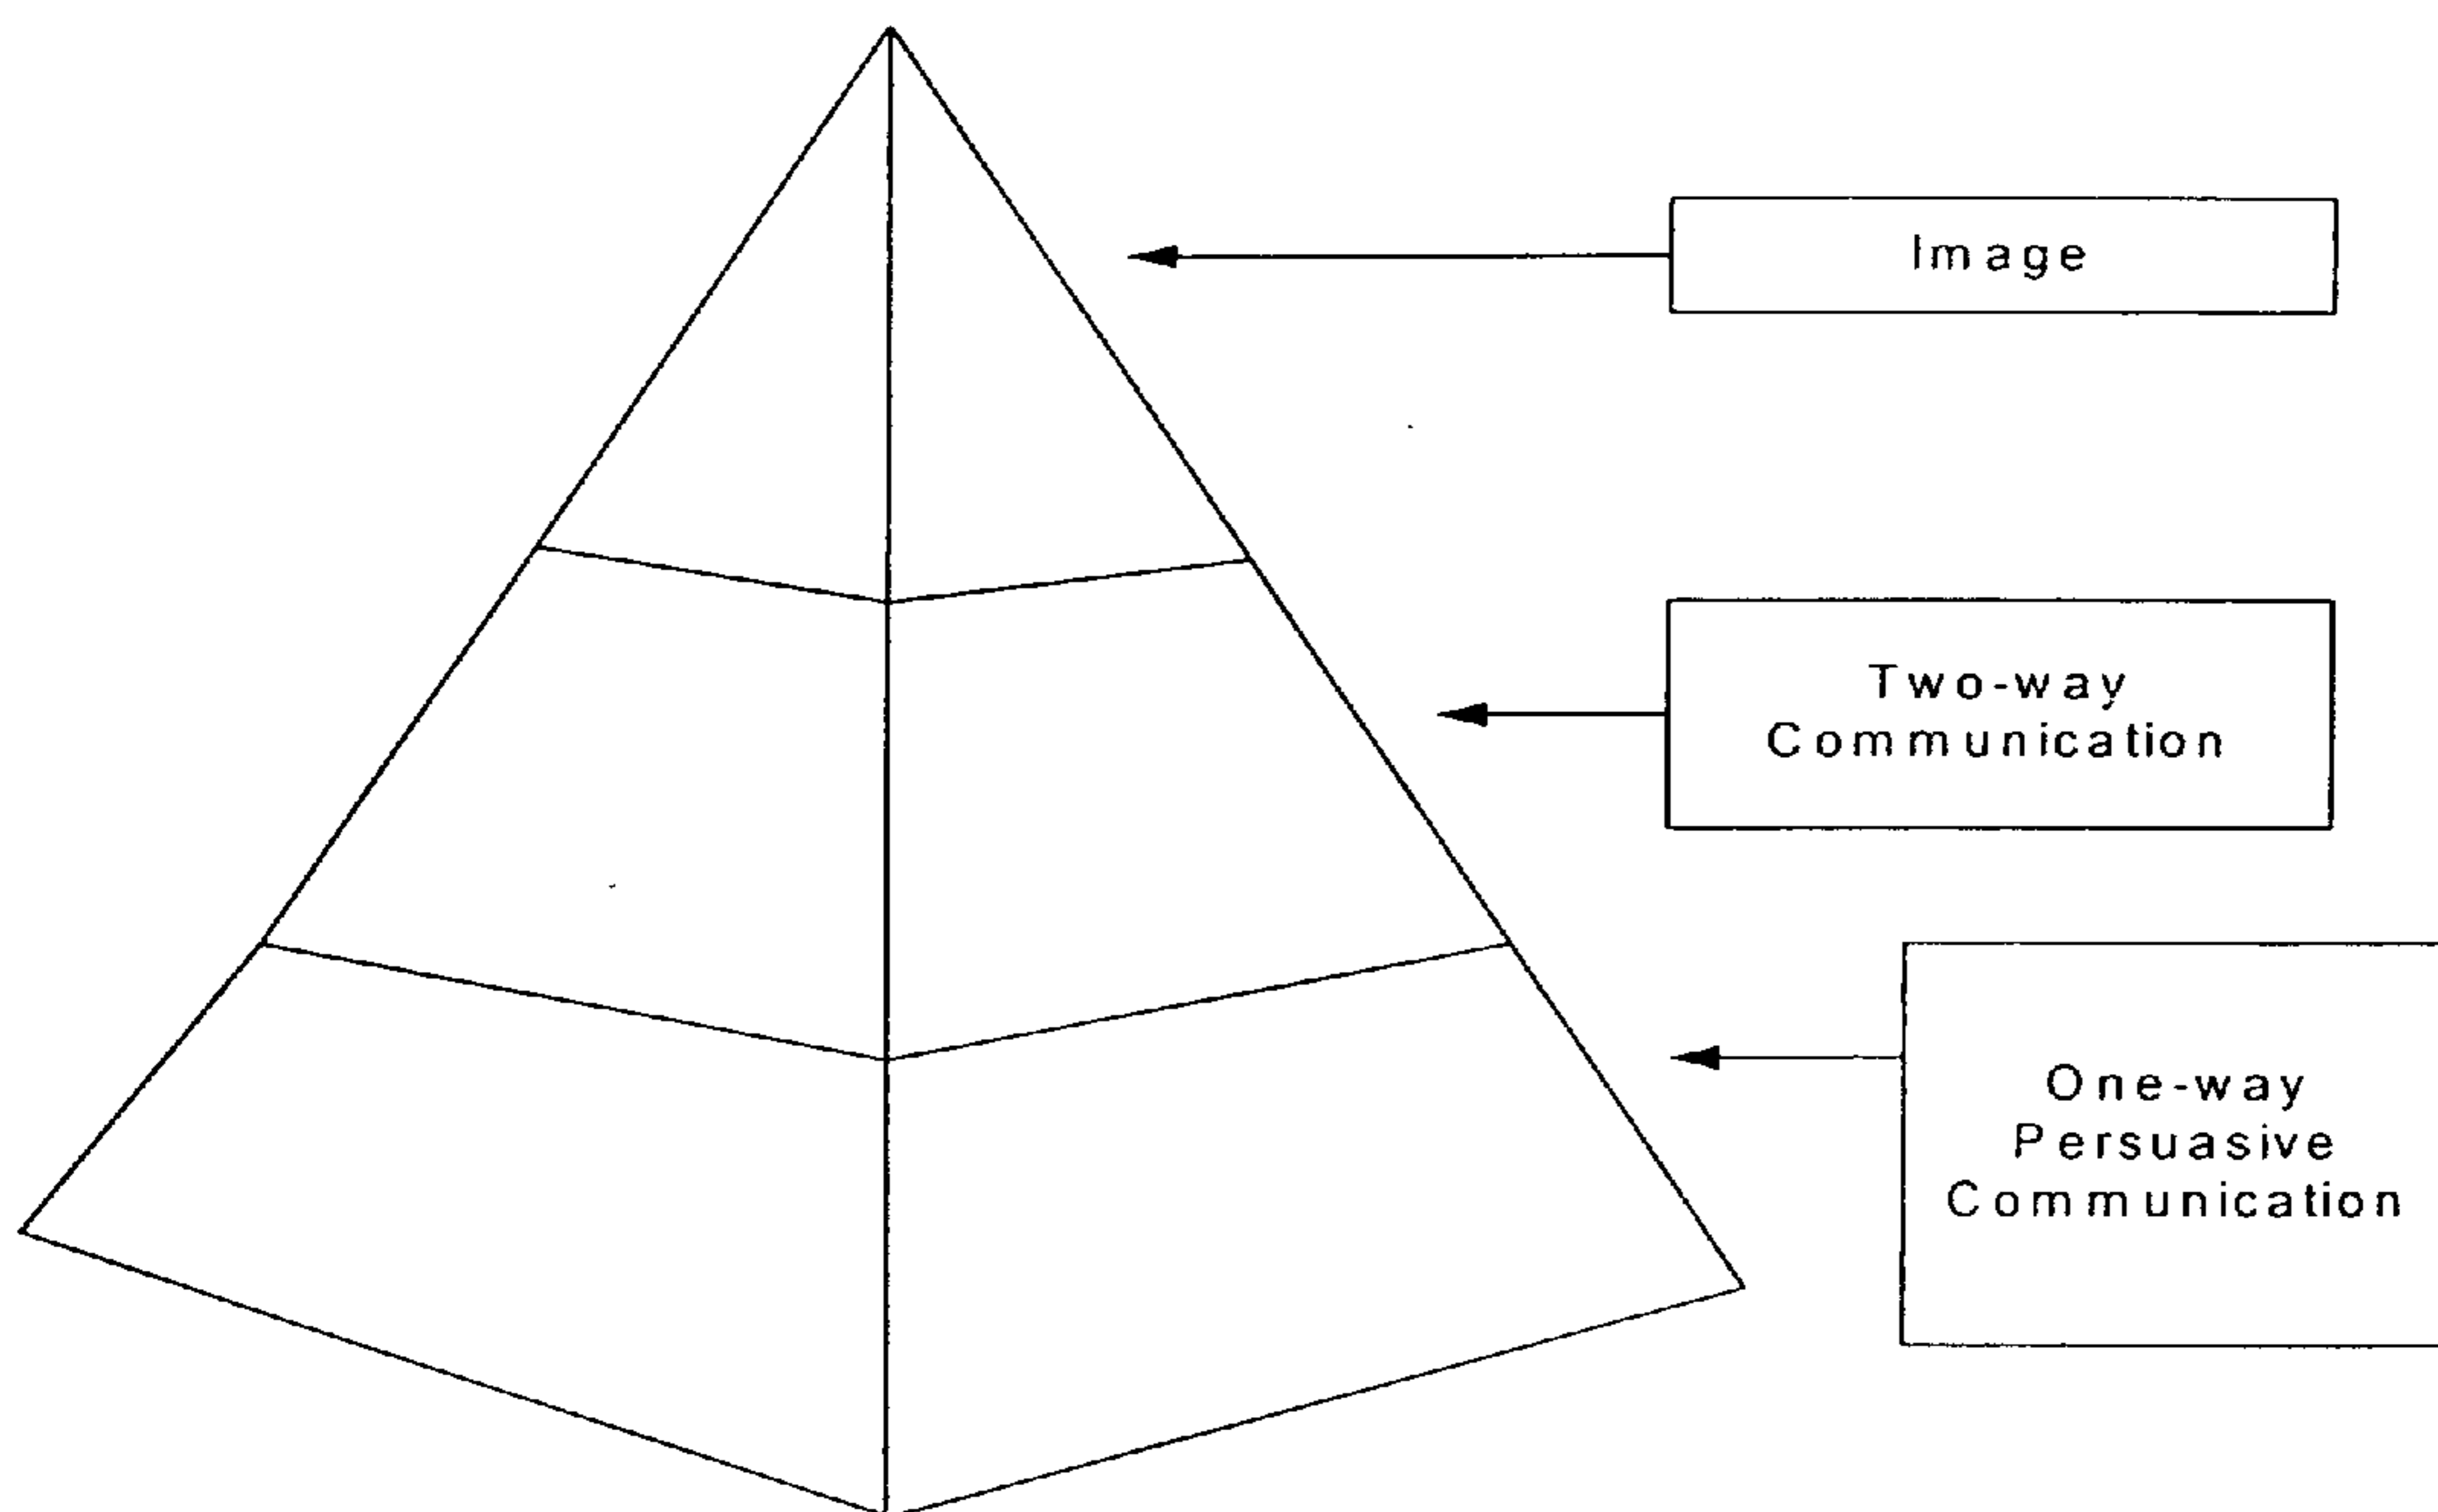 Image
Two-way
Communication
One-way
Persuasive
Communication